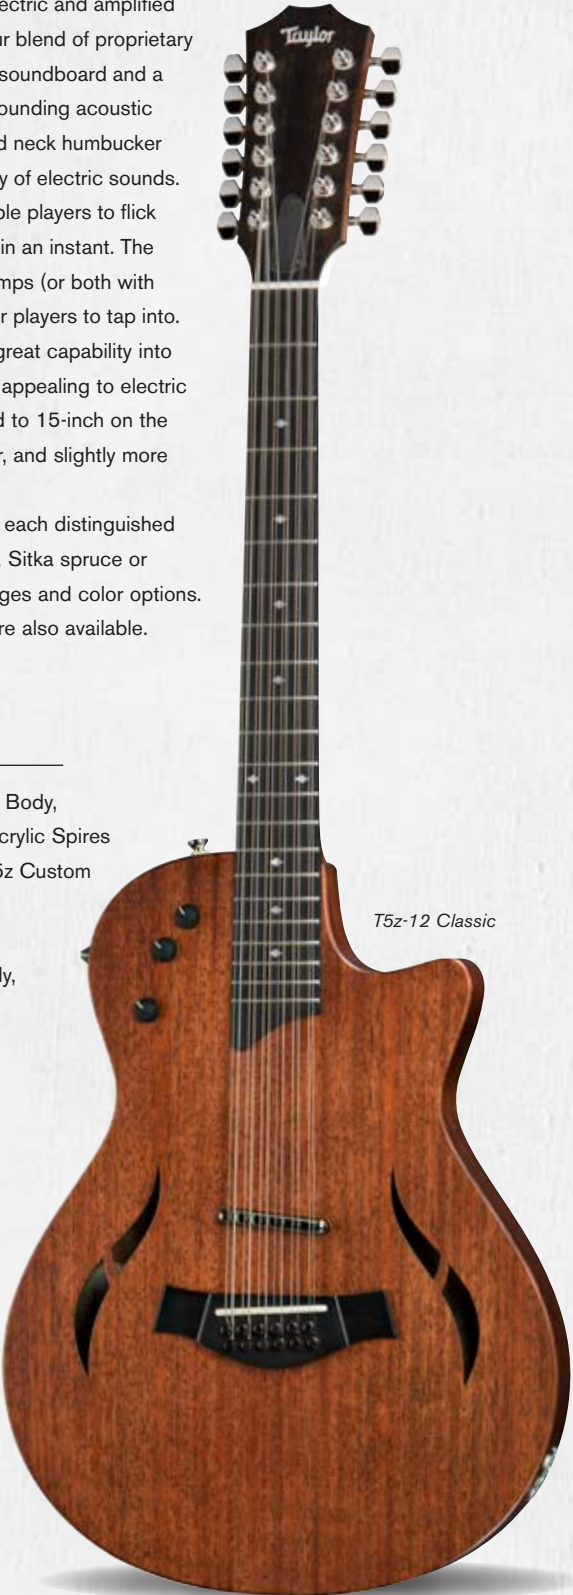 ectric and amplified
ur blend of proprietary
soundboard and a
ounding acoustic
d neck humbucker
y of electric sounds.
ble players to flick
in an instant. The
mps (or both with
r players to tap into.
great capability into
appealing to electric
d to 15-inch on the
r, and slightly more
each distinguished
Sitka spruce or
ges and color options.
re also available.
Body,
crylic Spires
5z Custom
ly,
Taylor
T5z-12 Classic